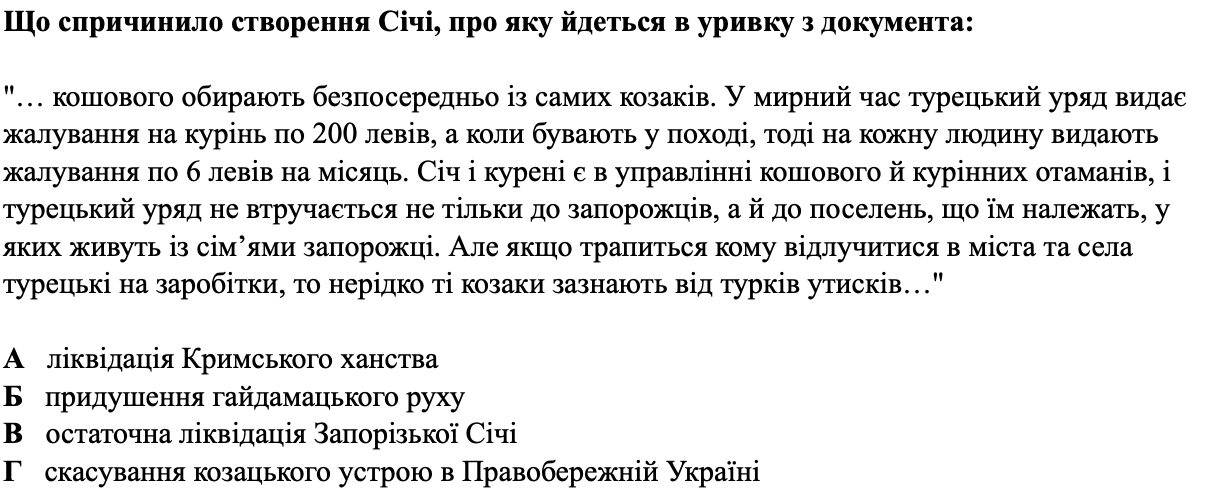 Що спричинило створення Січі, про яку йдеться в уривку з документа:
"… кошового обирають безпосередньо із самих козаків. У мирний час турецький уряд видає
жалування на курінь по 200 левів, а коли бувають у поході, тоді на кожну людину видають
жалування по 6 левів на місяць. Січ і курені є в управлінні кошового й курінних отаманів, і
турецький уряд не втручається не тільки до запорожців, а й до поселень, що їм належать, у
яких живуть із сім’ями запорожці. Але якщо трапиться кому відлучитися в міста та села
турецькі на заробітки, то нерідко ті козаки зазнають від турків утисків…"
А ліквідація Кримського ханства
Б придушення гайдамацького руху
В остаточна ліквідація Запорізької Січі
Г скасування козацького устрою в Правобережній Україні